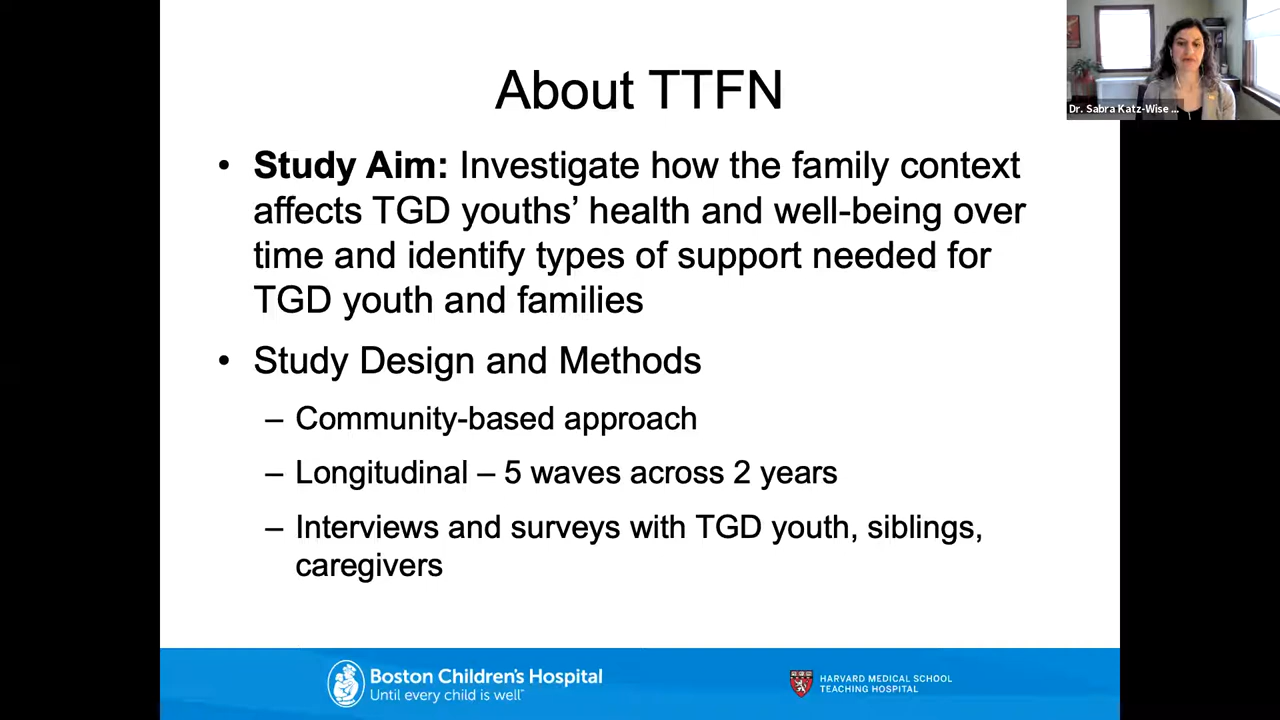 About TTFN
Dr. Sabra Katz-Wise ...
• Study Aim: Investigate how the family context
affects TGD youths’ health and well-being over
time and identify types of support needed for
TGD youth and families
• Study Design and Methods
– Community-based approach
– Longitudinal – 5 waves across 2 years
– Interviews and surveys with TGD youth, siblings,
caregivers
Boston Children's Hospital
Until every child is well™
HARVARD MEDICAL SCHOOL
TEACHING HOSPITAL